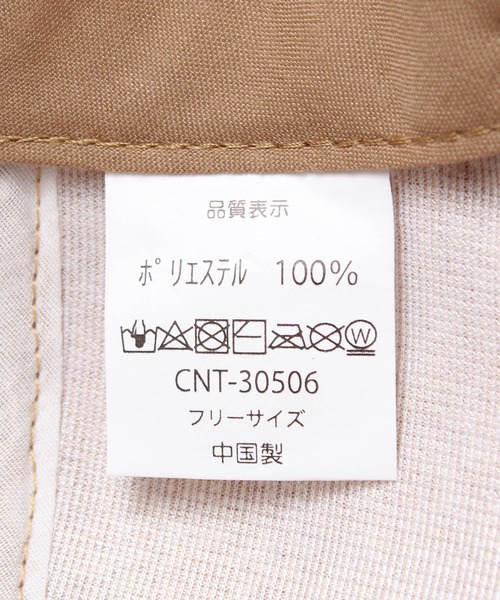 品質表示
ポリエステル 100%
W
CNT-30506
フリーサイズ
中国製